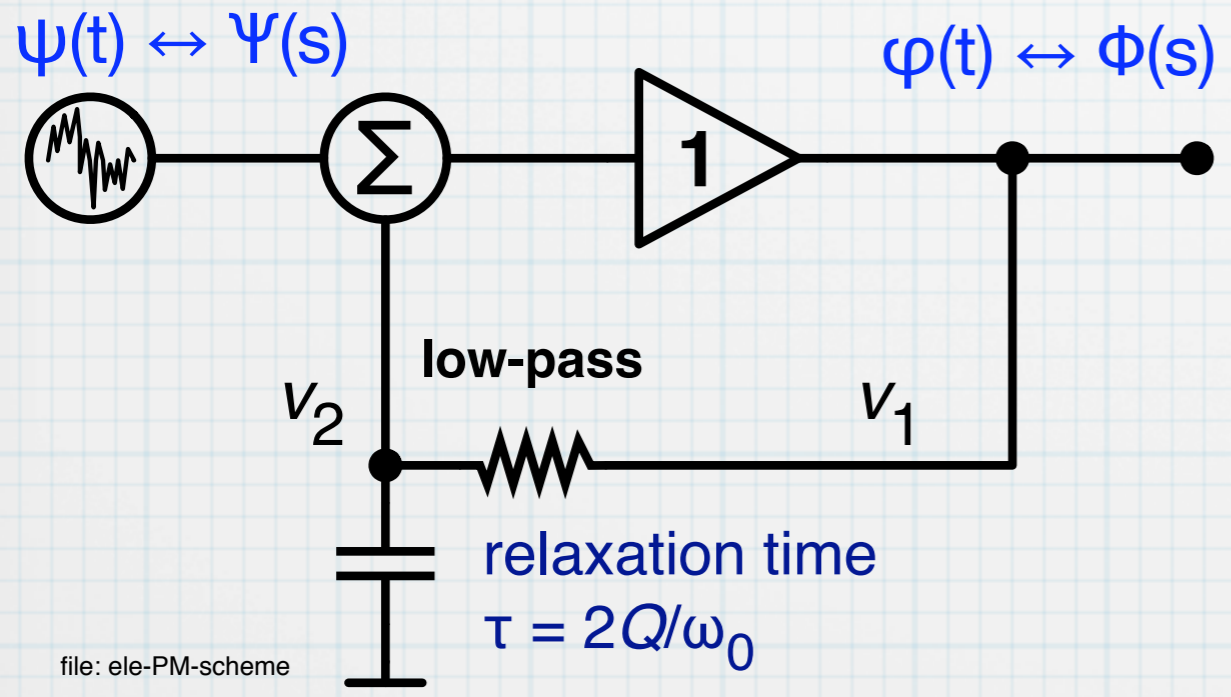 ψ(t) ↔ Ψ(s)
φ(t) ↔ Φ(s)
Σ
1
low-pass
v2
v1
relaxation time
τ = 2Q/ω0
file: ele-PM-scheme